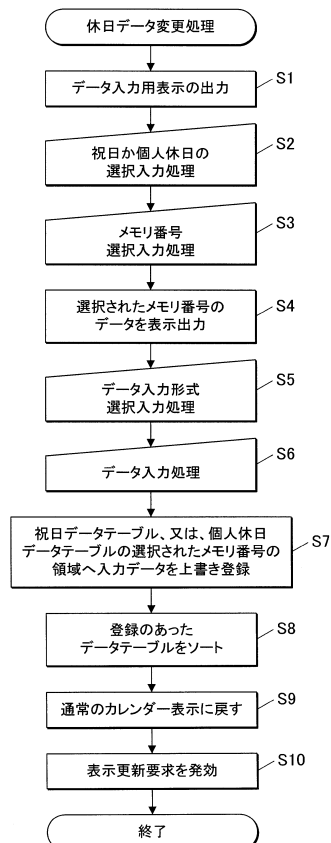 休日データ変更処理
データ入力用表示の出力
S1
祝日か個人休日の
選択入力処理
S2
メモリ番号
選択入力処理
S3
選択されたメモリ番号の
データを表示出力
S4
データ入力形式
選択入力処理
S5
データ入力処理
S6
祝日データテーブル、又は、個人休日
データテーブルの選択されたメモリ番号の
領域へ入力データを上書き登録
S7
登録のあった
データテーブルをソート
S8
通常のカレンダー表示に戻す
S9
表示更新要求を発効
S10
終了